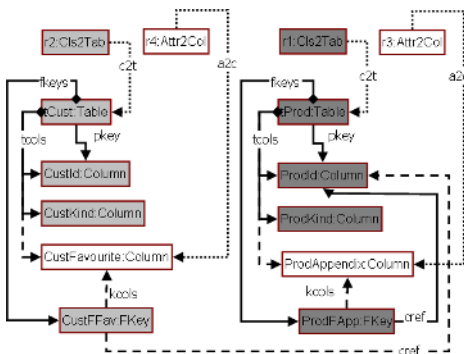 r2:Cls2Tab
r4:Attr2Col
r1:Cls2Tab
r3:Attr2Col
c2t
a2c
c2t
a2c
fkeys
fkeys
tCust:Table
tProd:Table
pkey
pkey
tcols
tcols
CustId:Column
ProdId:Column
CustKind:Column
ProdKind:Column
CustFavourite:Column
ProdAppendix:Column
kcols
kcols
CustFFav:FKey
ProdFApp:FKey
cref
cref